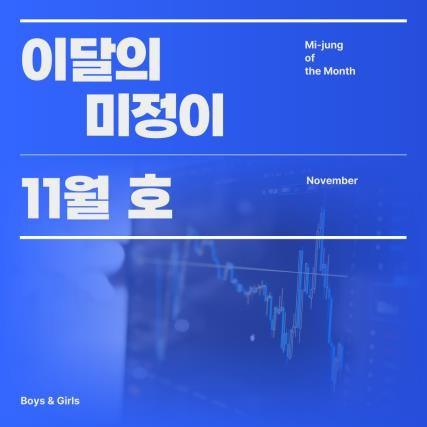 이달의
미정이
Mi-jung
of
the Month
11월 호
November
Boys & Girls